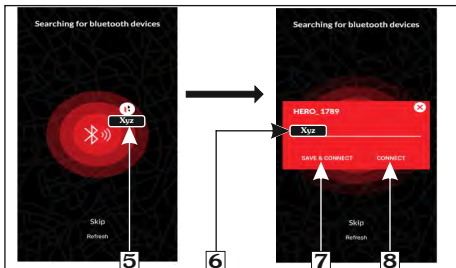 Searching for bluetooth devices
Xyz
Skip
Refresh
5
6
Searching for bluetooth devices
HERO_1789
Xyz
SAVE & CONNECT
CONNECT
Skip
Refresh
7
8